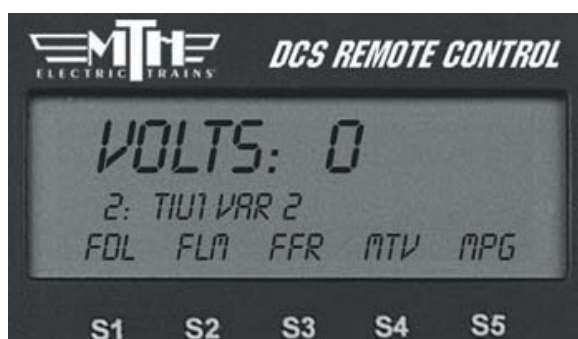 MTH DCS REMOTE CONTROL
ELECTRIC TRAINS
VOLTS: 0
2: TIU1 VAR 2
FDL FLM FFR MTV MPG
S1 S2 S3 S4 S5